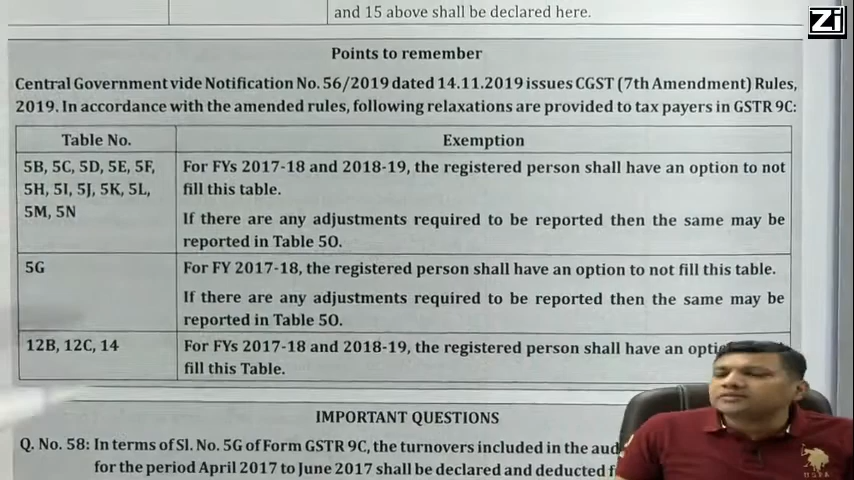 and 15 above shall be declared here.
Zi
Points to remember
Central Government vide Notification No. 56/2019 dated 14.11.2019 issues CGST (7th Amendment) Rules,
2019. In accordance with the amended rules, following relaxations are provided to tax payers in GSTR 9C:
Table No.
Exemption
5B, 5C, 5D, 5E, 5F,
5H, 5I, 5J, 5K, 5L,
5M, 5N
For FYs 2017-18 and 2018-19, the registered person shall have an option to not
fill this table.
If there are any adjustments required to be reported then the same may be
reported in Table 5O.
5G
For FY 2017-18, the registered person shall have an option to not fill this table.
If there are any adjustments required to be reported then the same may be
reported in Table 5O.
12B, 12C, 14
For FYs 2017-18 and 2018-19, the registered person shall have an
fill this Table.
IMPORTANT QUESTIONS
Q. No. 58: In terms of Sl. No. 5G of Form GSTR 9C, the turnovers included in the
for the period April 2017 to June 2017 shall be declared and deducted